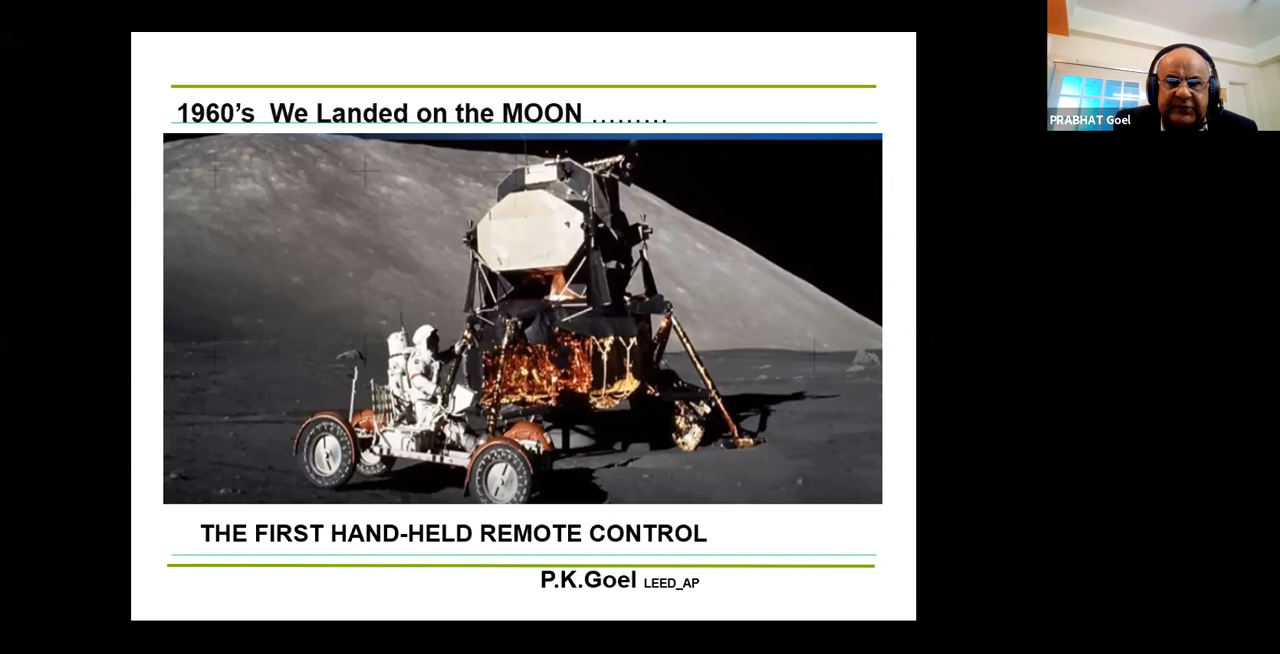 1960’s  We Landed on the MOON .........
THE FIRST HAND-HELD REMOTE CONTROL
P.K.Goel LEED_AP
PRABHAT Goel